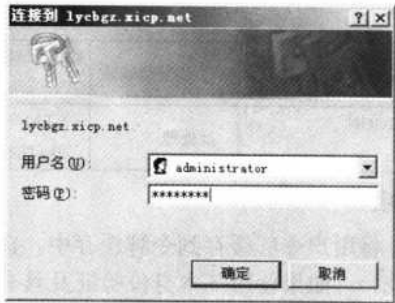 连接到 lycbgz.xicp.net
lycbgz.xicp.net
用户名(U):
administrator
密码(P):
********
确定
取消